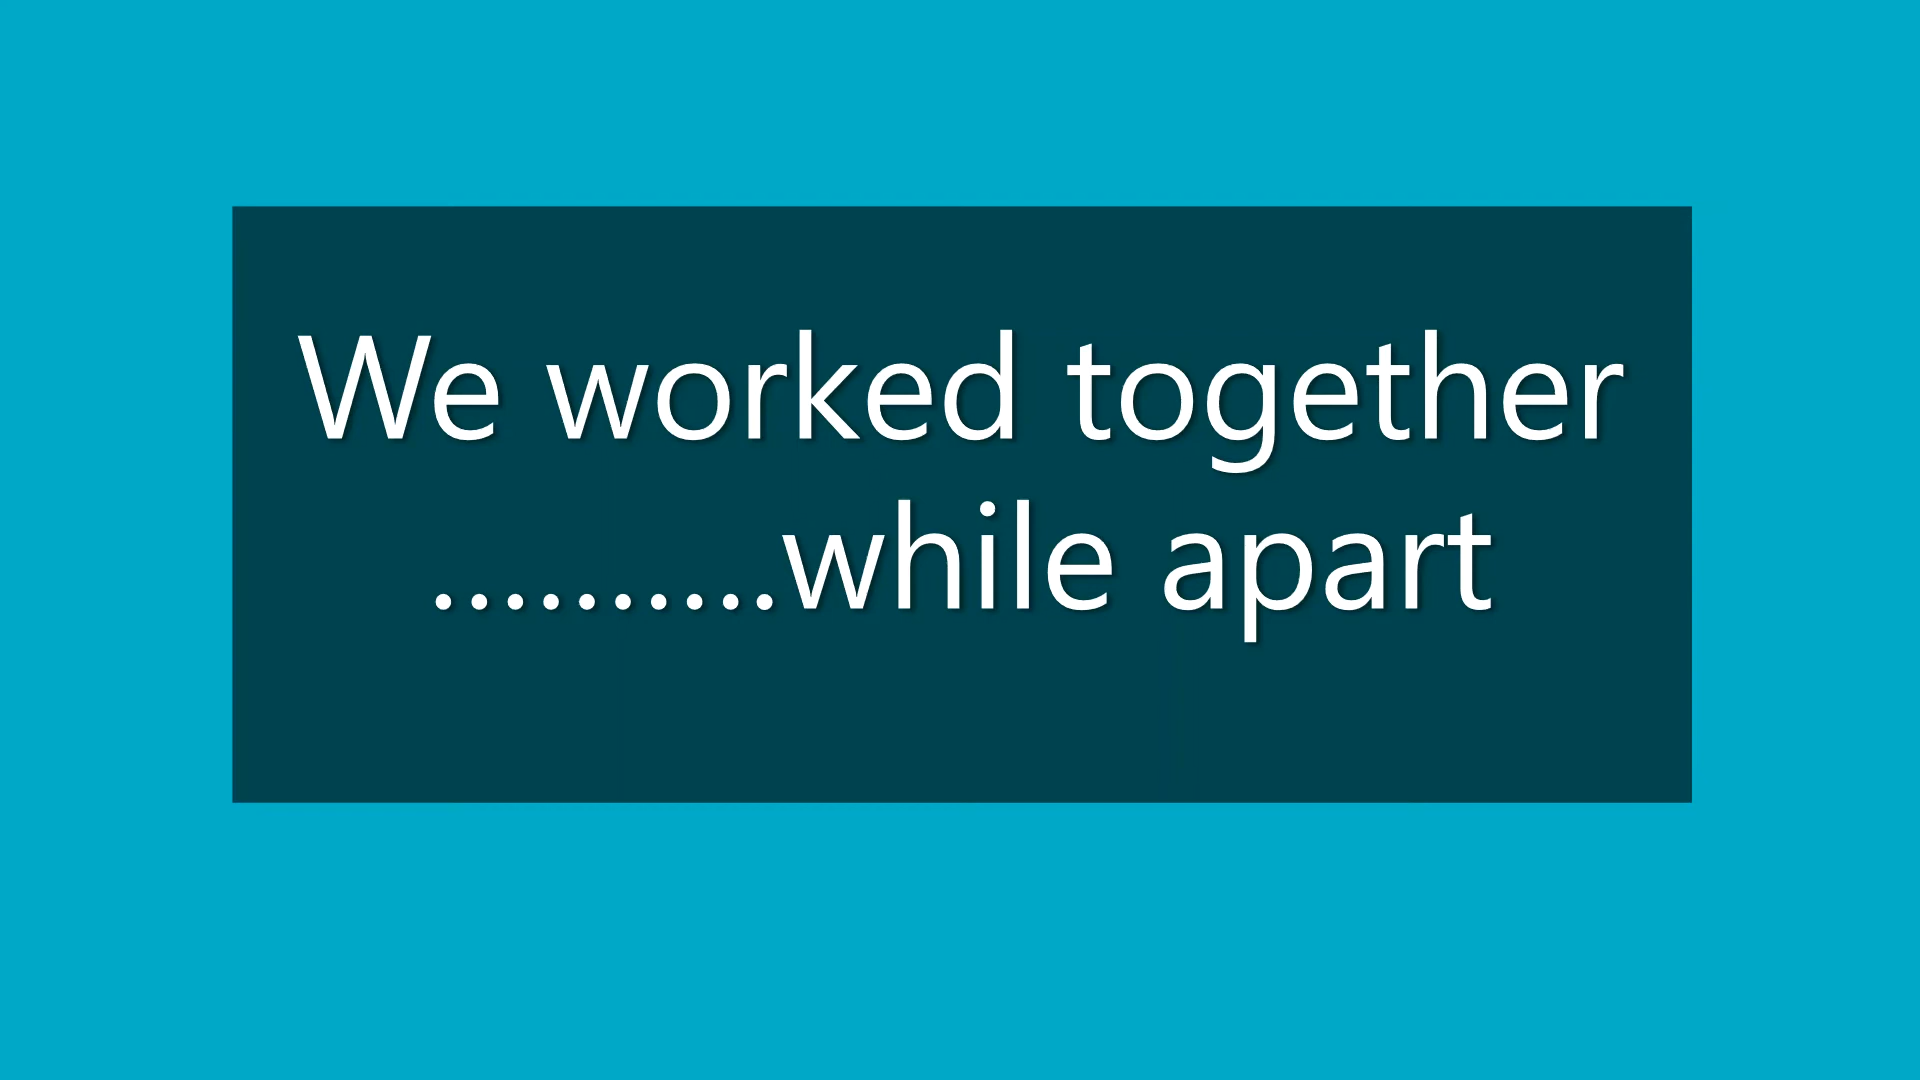 We worked together
..........while apart